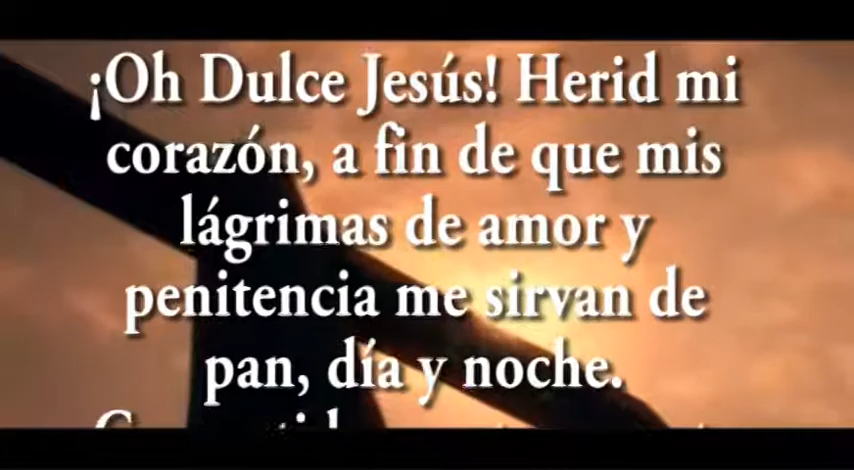 ¡Oh Dulce Jesús! Herid mi
corazón, a fin de que mis
lágrimas de amor y
penitencia me sirvan de
pan, día y noche.